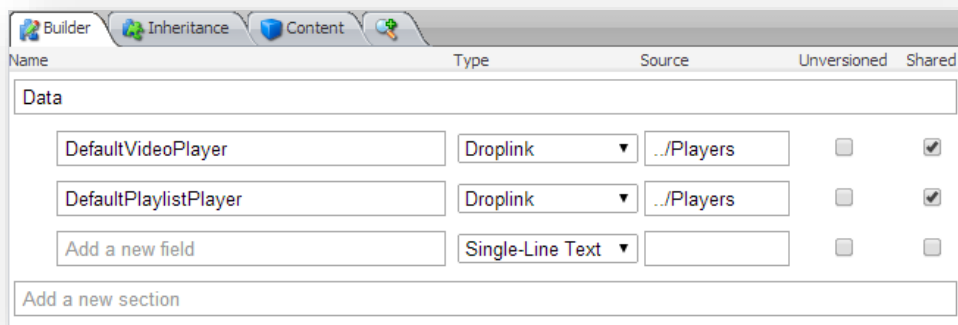 Builder Inheritance Content
Name Type Source Unversioned Shared
Data
DefaultVideoPlayer Droplink ../Players
DefaultPlaylistPlayer Droplink ../Players
Add a new field Single-Line Text
Add a new section